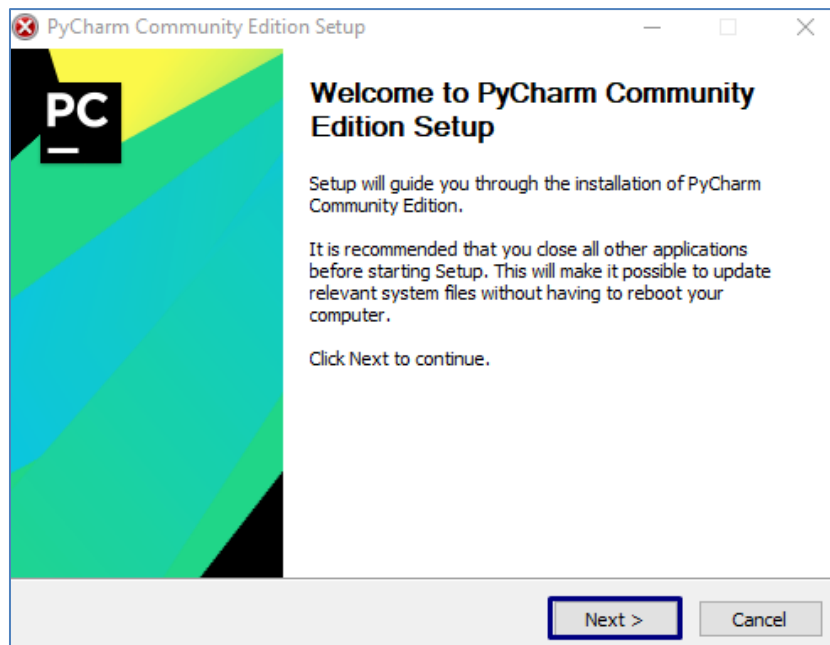 PyCharm Community Edition Setup
PC
Welcome to PyCharm Community
Edition Setup
Setup will guide you through the installation of PyCharm
Community Edition.
It is recommended that you close all other applications
before starting Setup. This will make it possible to update
relevant system files without having to reboot your
computer.
Click Next to continue.
Next >
Cancel